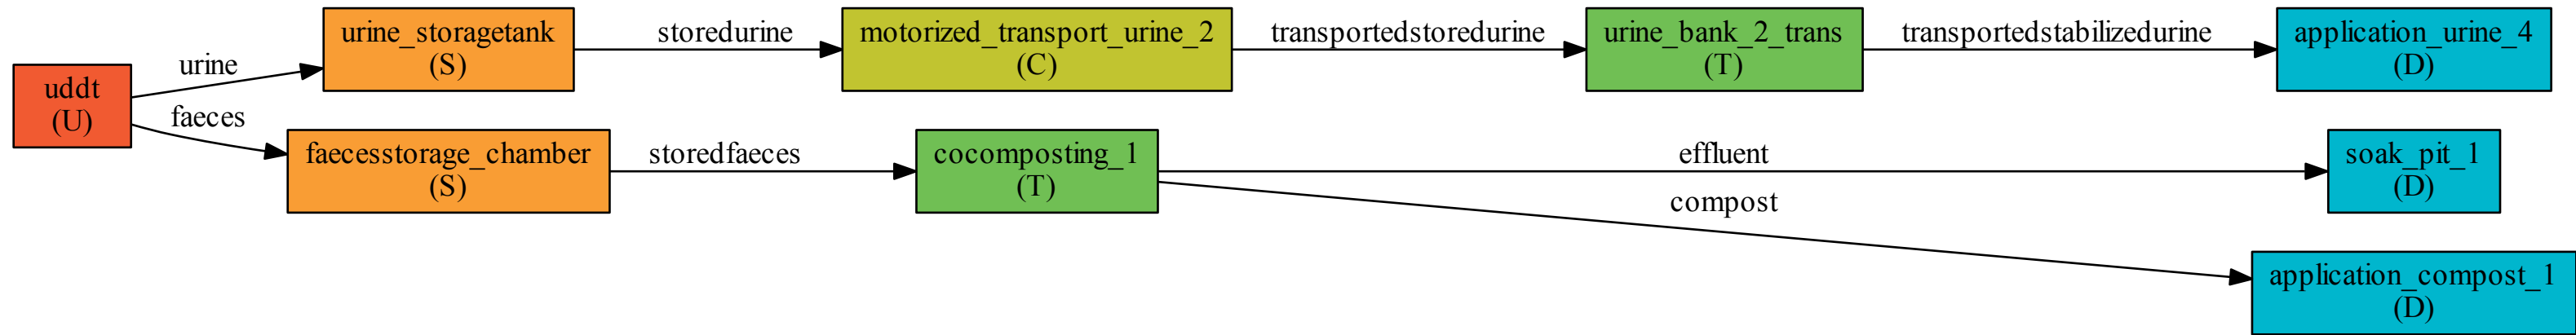 uddt
(U)
urine
faeces
urine_storagetank
(S)
storedurine
motorized_transport_urine_2
(C)
transportedstoredurine
urine_bank_2_trans
(T)
transportedstabilizedurine
application_urine_4
(D)
faecesstorage_chamber
(S)
storedfaeces
cocomposting_1
(T)
effluent
soak_pit_1
(D)
compost
application_compost_1
(D)